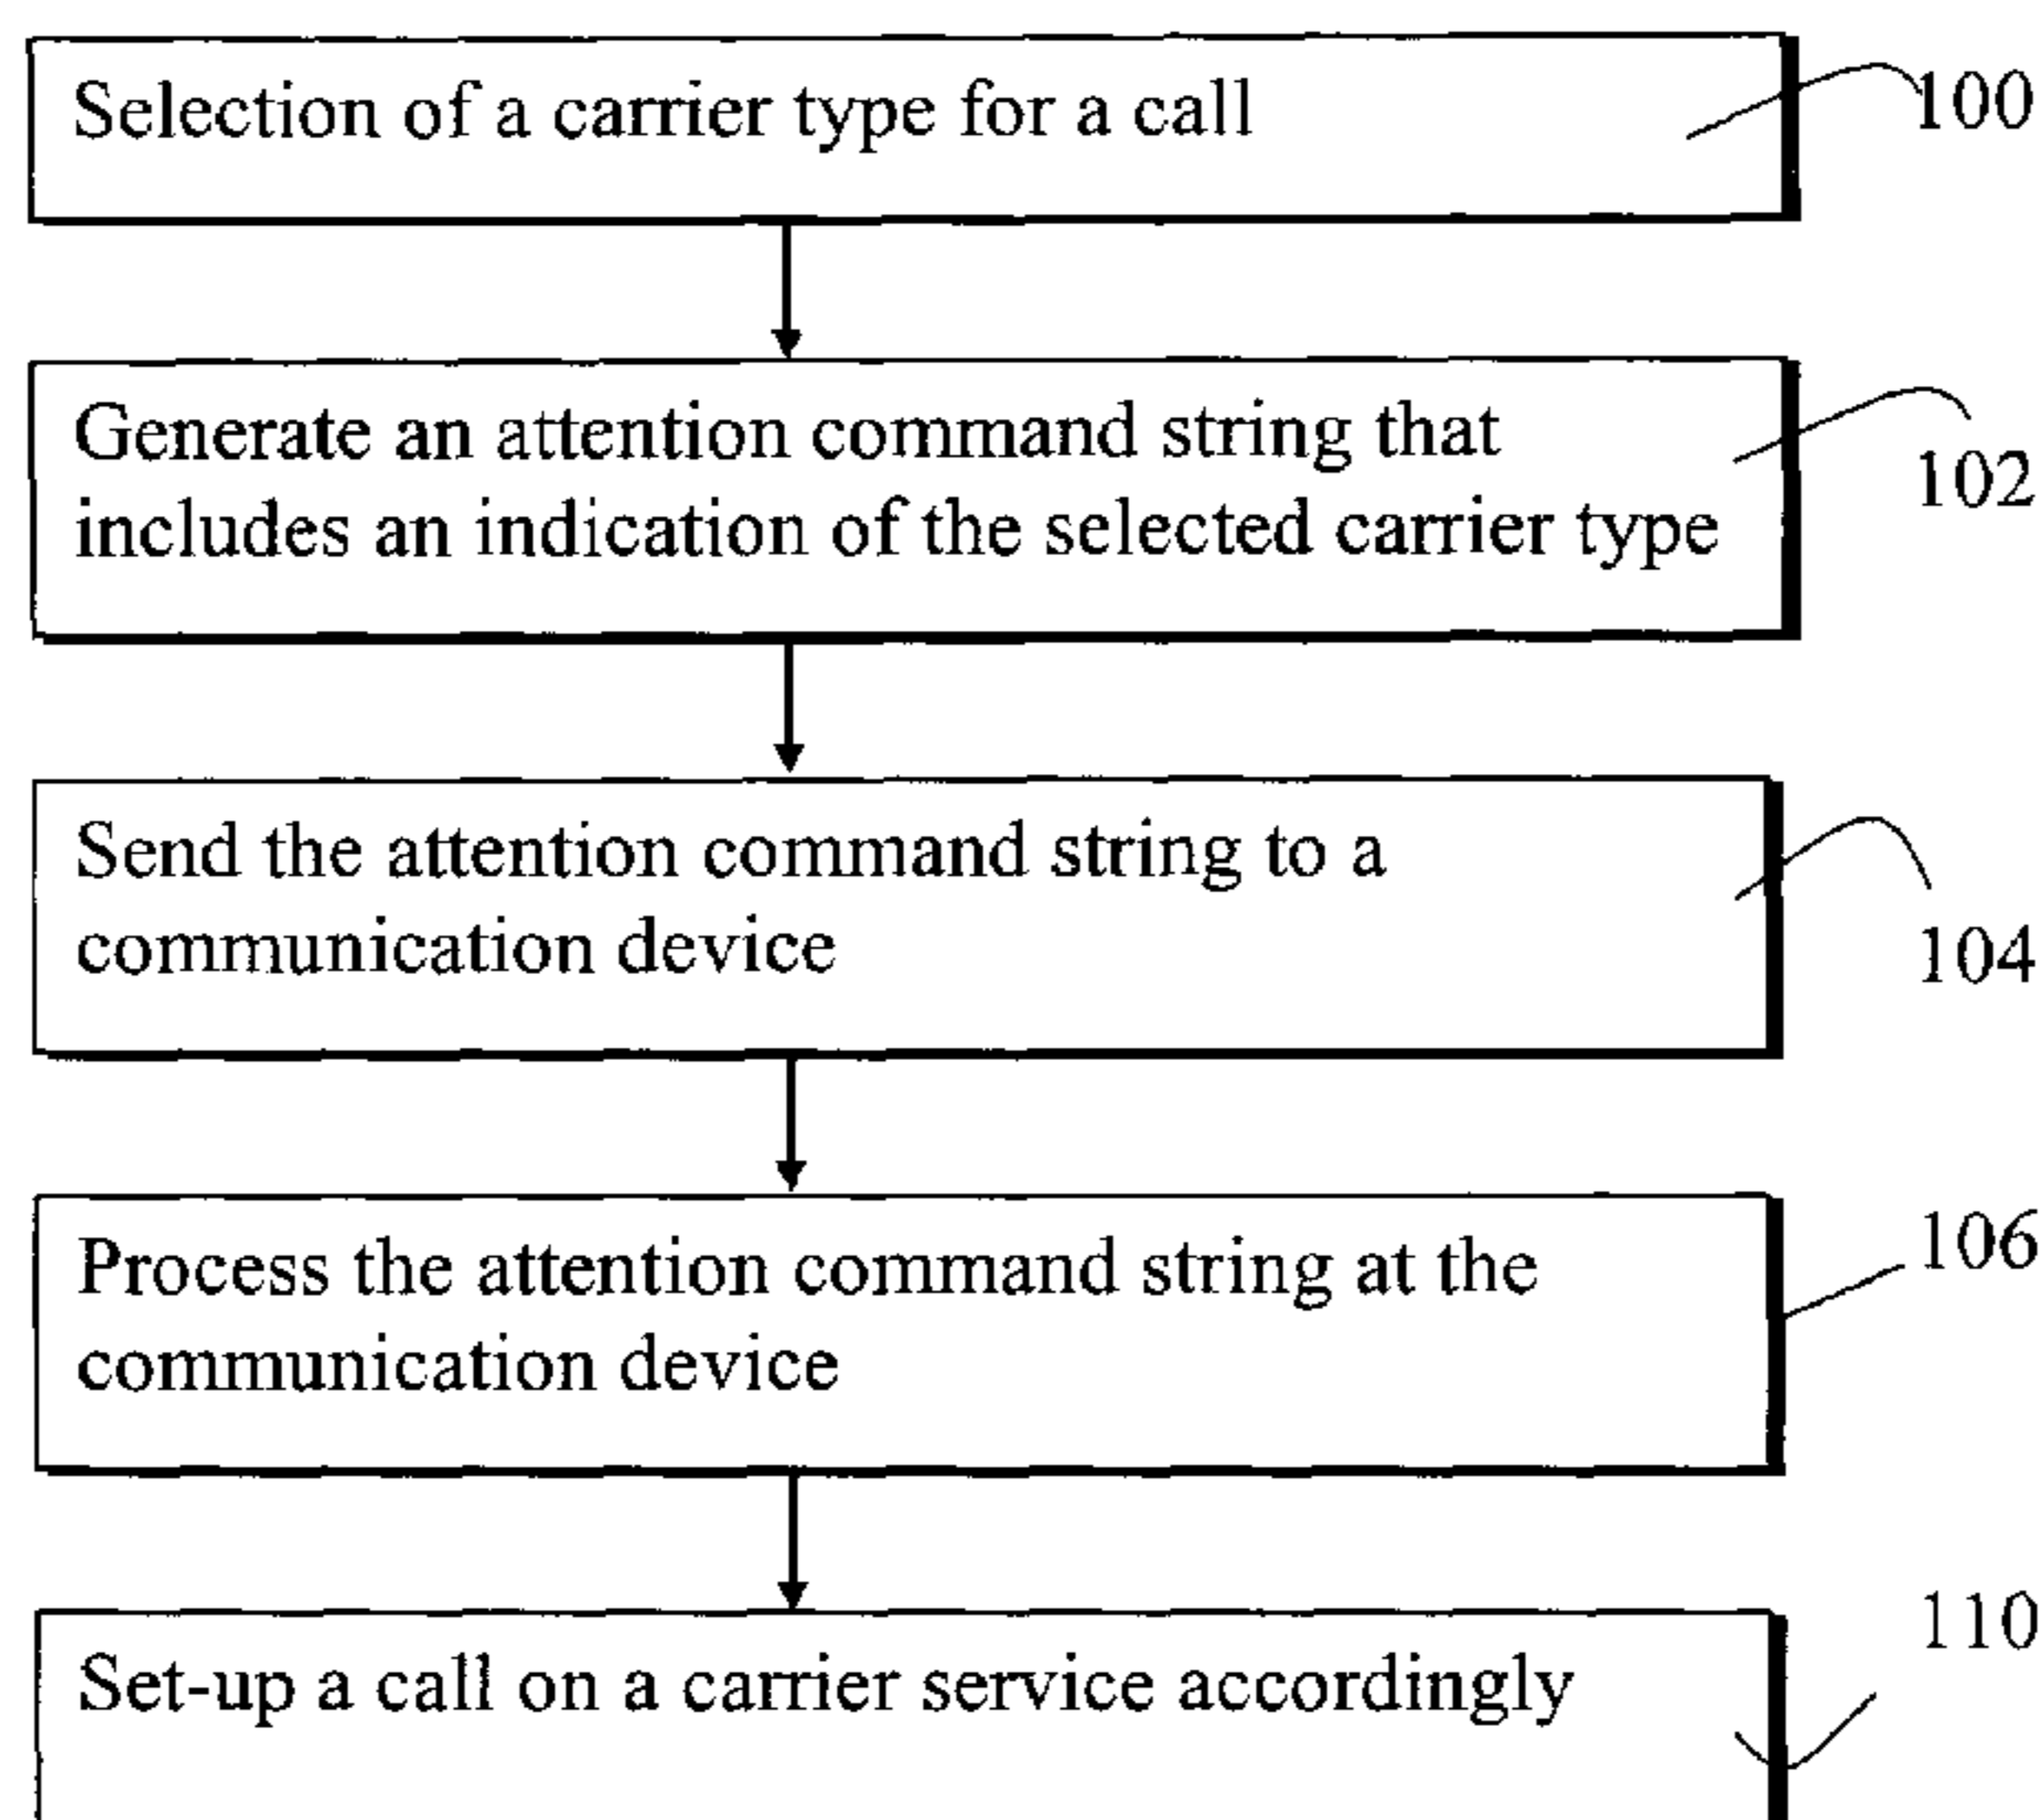 Selection of a carrier type for a call
100
Generate an attention command string that
includes an indication of the selected carrier type
102
Send the attention command string to a
communication device
104
Process the attention command string at the
communication device
106
Set-up a call on a carrier service accordingly
110